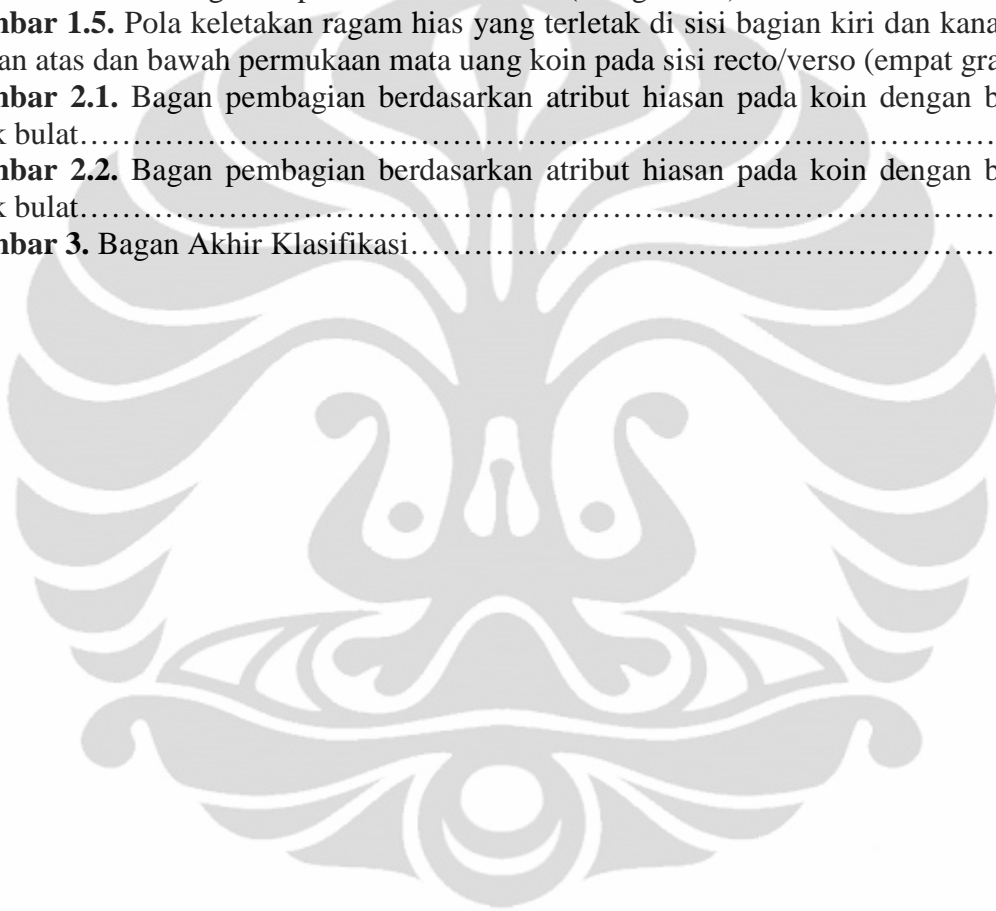 mbar 1.5. Pola keletakan ragam hias yang terletak di sisi bagian kiri dan kana
an atas dan bawah permukaan mata uang koin pada sisi recto/verso (empat gra
mbar 2.1. Bagan pembagian berdasarkan atribut hiasan pada koin dengan b
k bulat……………………………………………………………………………
mbar 2.2. Bagan pembagian berdasarkan atribut hiasan pada koin dengan b
k bulat……………………………………………………………………………
mbar 3. Bagan Akhir Klasifikasi………………………………………………